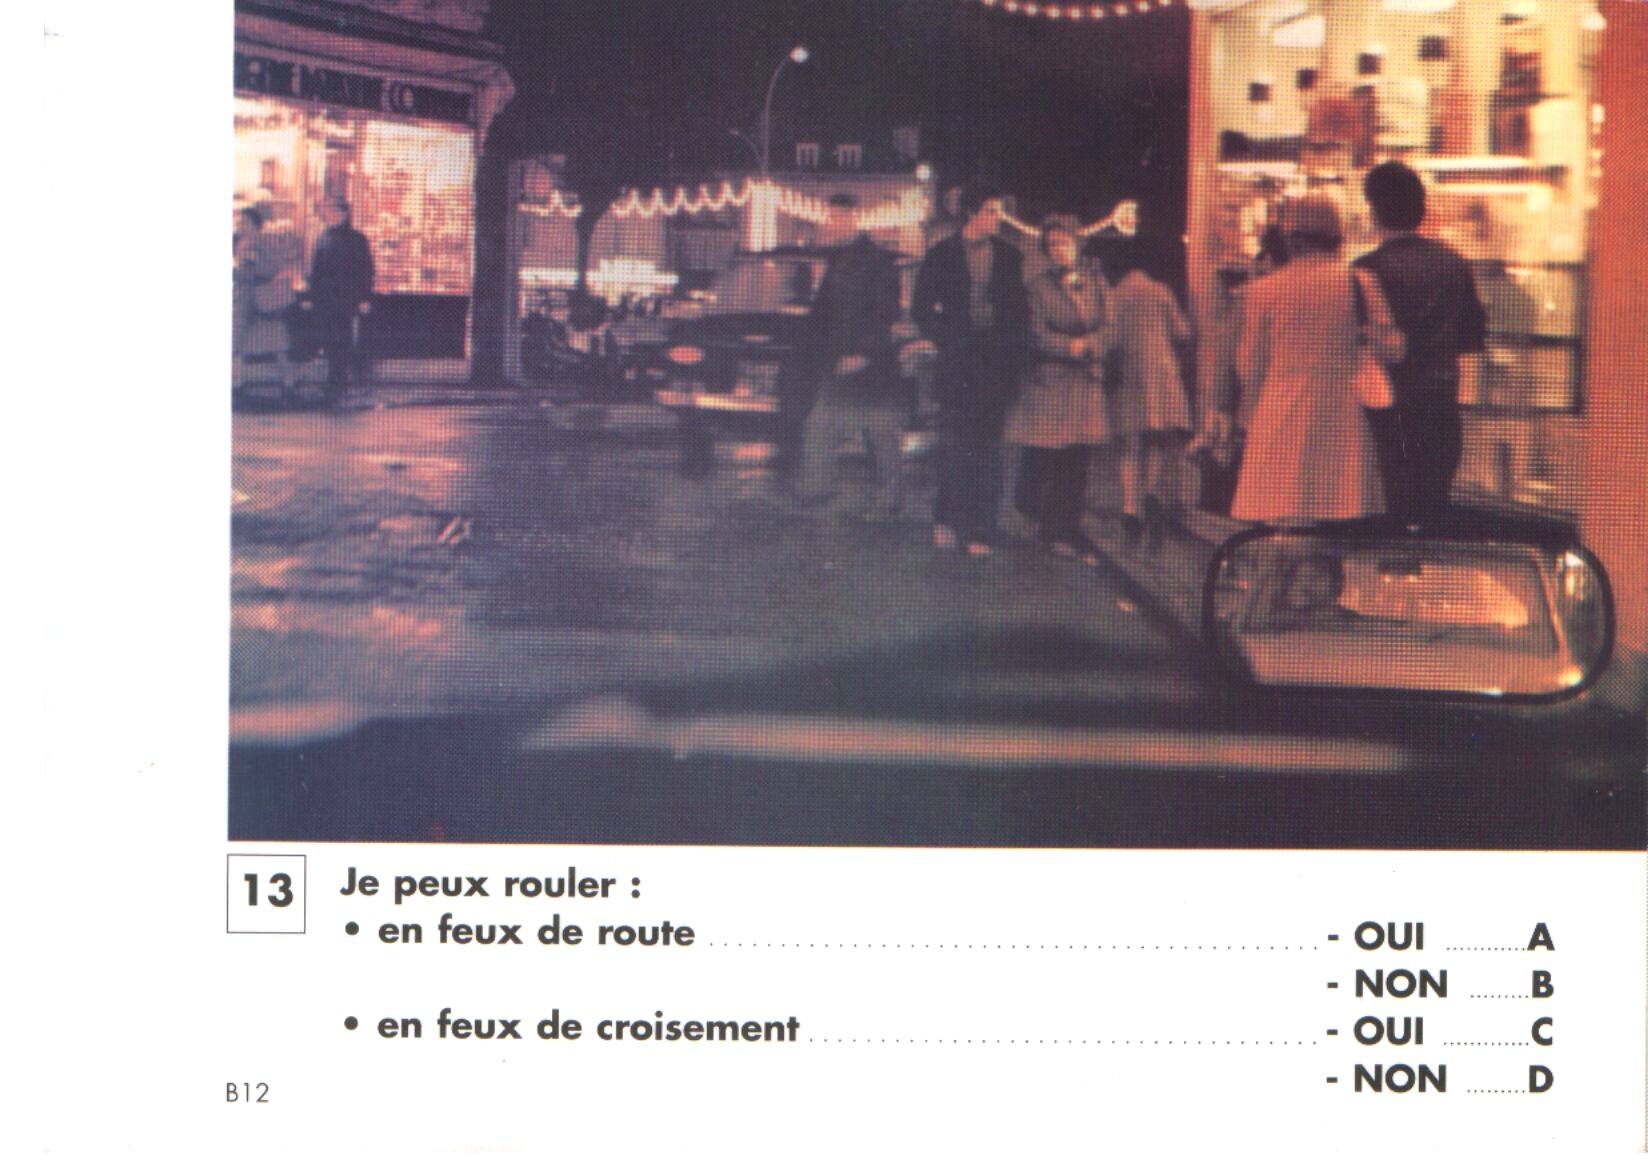 13 Je peux rouler :
• en feux de route - OUI A
- NON B
• en feux de croisement - OUI C
- NON D
B12